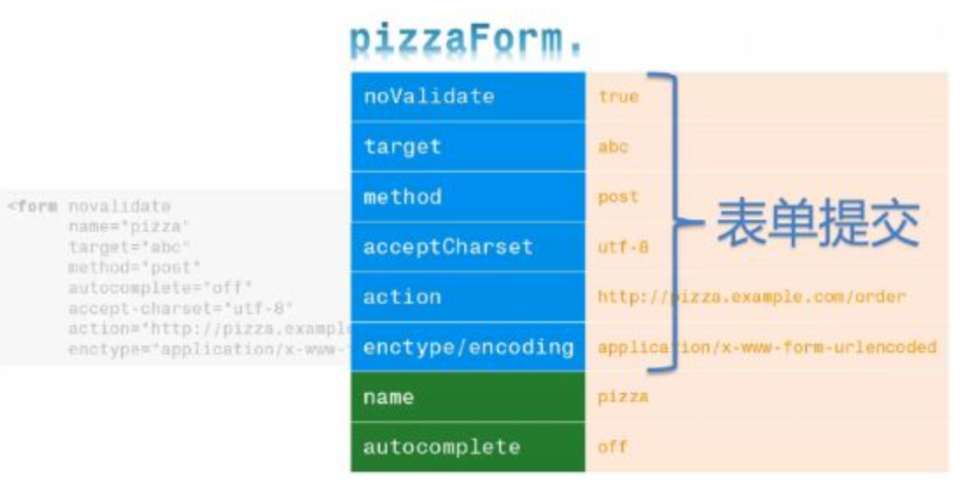 pizzaForm.
noValidate true
target abc
method post
acceptCharset utf-8
action http://pizza.example.com/order
enctype/encoding application/x-www-form-urlencoded
name pizza
autocomplete off
表单提交
<form novalidate
name="pizza"
target="abc"
method="post"
autocomplete="off"
accept-charset="utf-8"
action="http://pizza.example
enctype="application/x-www-